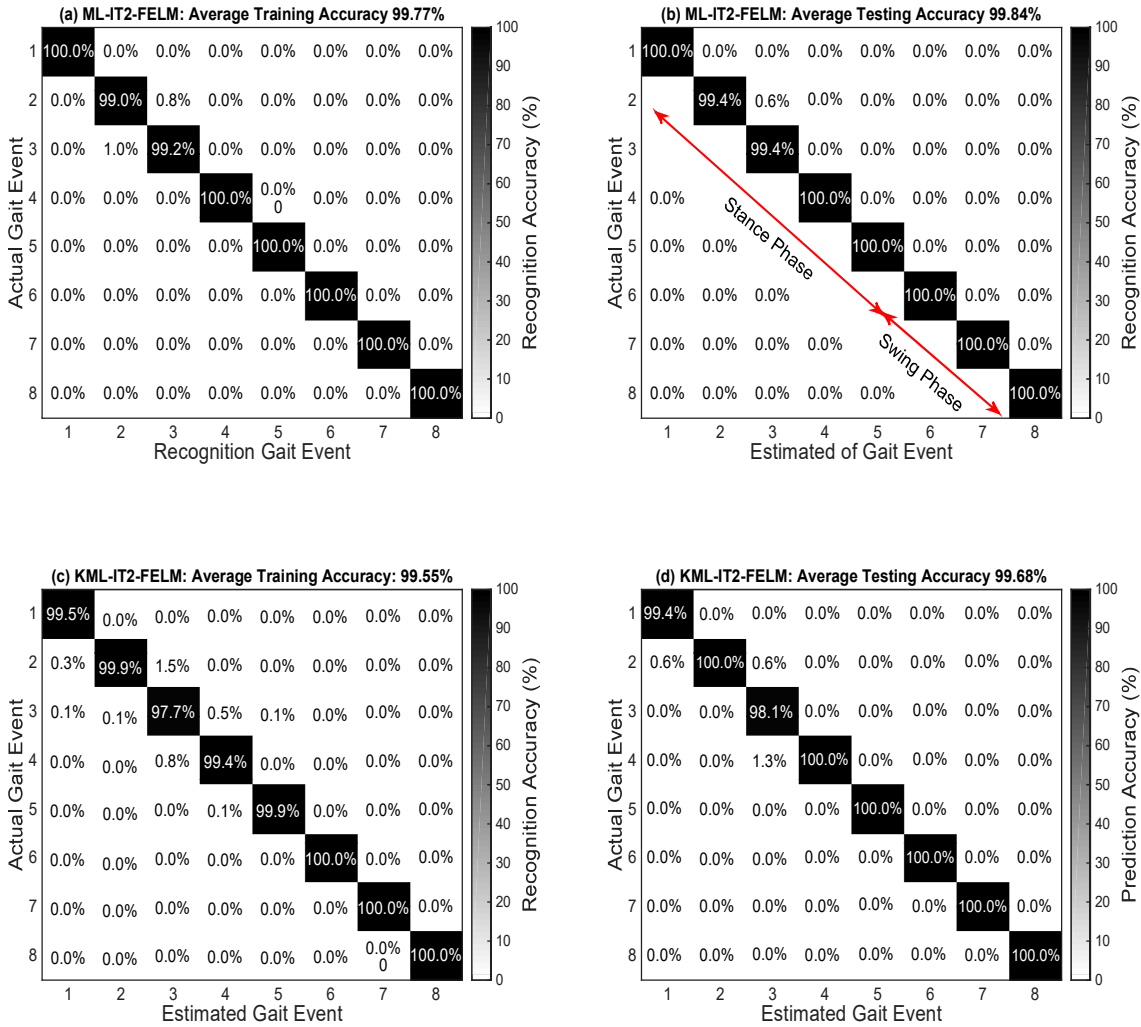 (a) ML-IT2-FELM: Average Training Accuracy 99.77%
1 100.0% 0.0% 0.0% 0.0% 0.0% 0.0% 0.0% 0.0%
2 0.0% 99.0% 0.8% 0.0% 0.0% 0.0% 0.0% 0.0%
3 0.0% 1.0% 99.2% 0.0% 0.0% 0.0% 0.0% 0.0%
4 0.0% 0.0% 0.0% 100.0% 0.0% 0.0% 0.0% 0.0%
0
5 0.0% 0.0% 0.0% 0.0% 100.0% 0.0% 0.0% 0.0%
6 0.0% 0.0% 0.0% 0.0% 0.0% 100.0% 0.0% 0.0%
7 0.0% 0.0% 0.0% 0.0% 0.0% 0.0% 100.0% 0.0%
8 0.0% 0.0% 0.0% 0.0% 0.0% 0.0% 0.0% 100.0%
1 2 3 4 5 6 7 8
Recognition Gait Event
Actual Gait Event
100
90
80
70
60
50
40
30
20
10
0
Recognition Accuracy (%)
(b) ML-IT2-FELM: Average Testing Accuracy 99.84%
1 100.0% 0.0% 0.0% 0.0% 0.0% 0.0% 0.0% 0.0%
2 0.0% 99.4% 0.6% 0.0% 0.0% 0.0% 0.0% 0.0%
3 99.4% 0.0% 0.0% 0.0% 0.0% 0.0%
4 0.0% 100.0% 0.0% 0.0% 0.0% 0.0%
5 0.0% 0.0% 100.0% 0.0% 0.0% 0.0%
6 0.0% 0.0% 0.0% 100.0% 0.0% 0.0%
7 0.0% 0.0% 0.0% 0.0% 100.0% 0.0%
8 0.0% 0.0% 0.0% 0.0% 0.0% 100.0%
Stance Phase
Swing Phase
1 2 3 4 5 6 7 8
Estimated of Gait Event
Actual Gait Event
100
90
80
70
60
50
40
30
20
10
0
Recognition Accuracy (%)
(c) KML-IT2-FELM: Average Training Accuracy: 99.55%
1 99.5% 0.0% 0.0% 0.0% 0.0% 0.0% 0.0% 0.0%
2 0.3% 99.9% 1.5% 0.0% 0.0% 0.0% 0.0% 0.0%
3 0.1% 0.1% 97.7% 0.5% 0.1% 0.0% 0.0% 0.0%
4 0.0% 0.0% 0.8% 99.4% 0.0% 0.0% 0.0% 0.0%
5 0.0% 0.0% 0.0% 0.1% 99.9% 0.0% 0.0% 0.0%
6 0.0% 0.0% 0.0% 0.0% 0.0% 100.0% 0.0% 0.0%
7 0.0% 0.0% 0.0% 0.0% 0.0% 0.0% 100.0% 0.0%
8 0.0% 0.0% 0.0% 0.0% 0.0% 0.0% 0.0% 100.0%
0
1 2 3 4 5 6 7 8
Estimated Gait Event
Actual Gait Event
100
90
80
70
60
50
40
30
20
10
0
Recognition Accuracy (%)
(d) KML-IT2-FELM: Average Testing Accuracy 99.68%
1 99.4% 0.0% 0.0% 0.0% 0.0% 0.0% 0.0% 0.0%
2 0.6% 100.0% 0.6% 0.0% 0.0% 0.0% 0.0% 0.0%
3 0.0% 0.0% 98.1% 0.0% 0.0% 0.0% 0.0% 0.0%
4 0.0% 0.0% 1.3% 100.0% 0.0% 0.0% 0.0% 0.0%
5 0.0% 0.0% 0.0% 0.0% 100.0% 0.0% 0.0% 0.0%
6 0.0% 0.0% 0.0% 0.0% 0.0% 100.0% 0.0% 0.0%
7 0.0% 0.0% 0.0% 0.0% 0.0% 0.0% 100.0% 0.0%
8 0.0% 0.0% 0.0% 0.0% 0.0% 0.0% 0.0% 100.0%
1 2 3 4 5 6 7 8
Estimated Gait Event
Actual Gait Event
100
90
80
70
60
50
40
30
20
10
0
Prediction Accuracy (%)